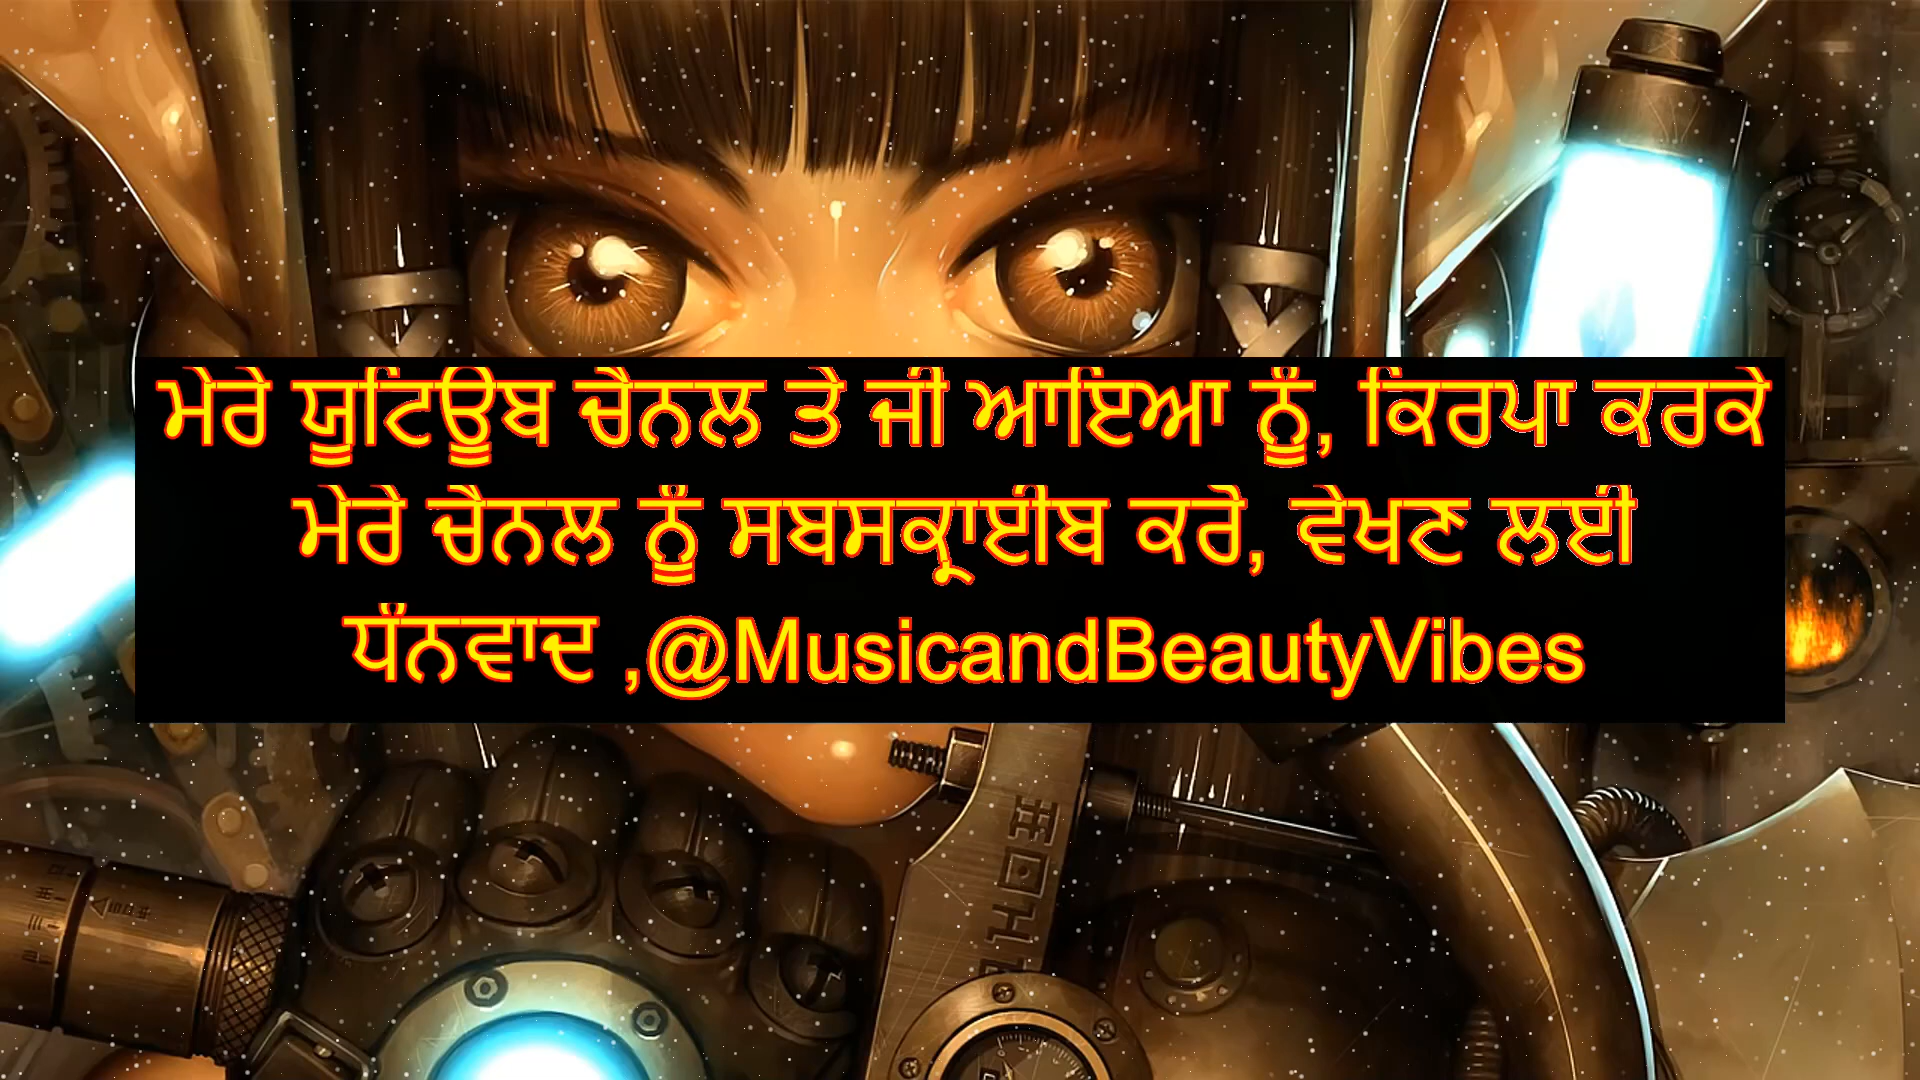 ਮੇਰੇ ਯੂਟਿਊਬ ਚੈਨਲ ਤੇ ਜੀ ਆਇਆ ਨੂੰ, ਕਿਰਪਾ ਕਰਕੇ
ਮੇਰੇ ਚੈਨਲ ਨੂੰ ਸਬਸਕ੍ਰਾਈਬ ਕਰੋ, ਵੇਖਣ ਲਈ
ਧੰਨਵਾਦ ,@MusicandBeautyVibes